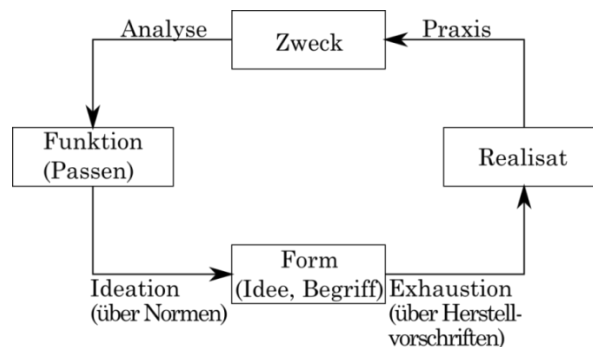 Analyse
Zweck
Praxis
Funktion
(Passen)
Realisat
Ideation
(über Normen)
Form
(Idee, Begriff)
Exhaustion
(über Herstell-
vorschriften)